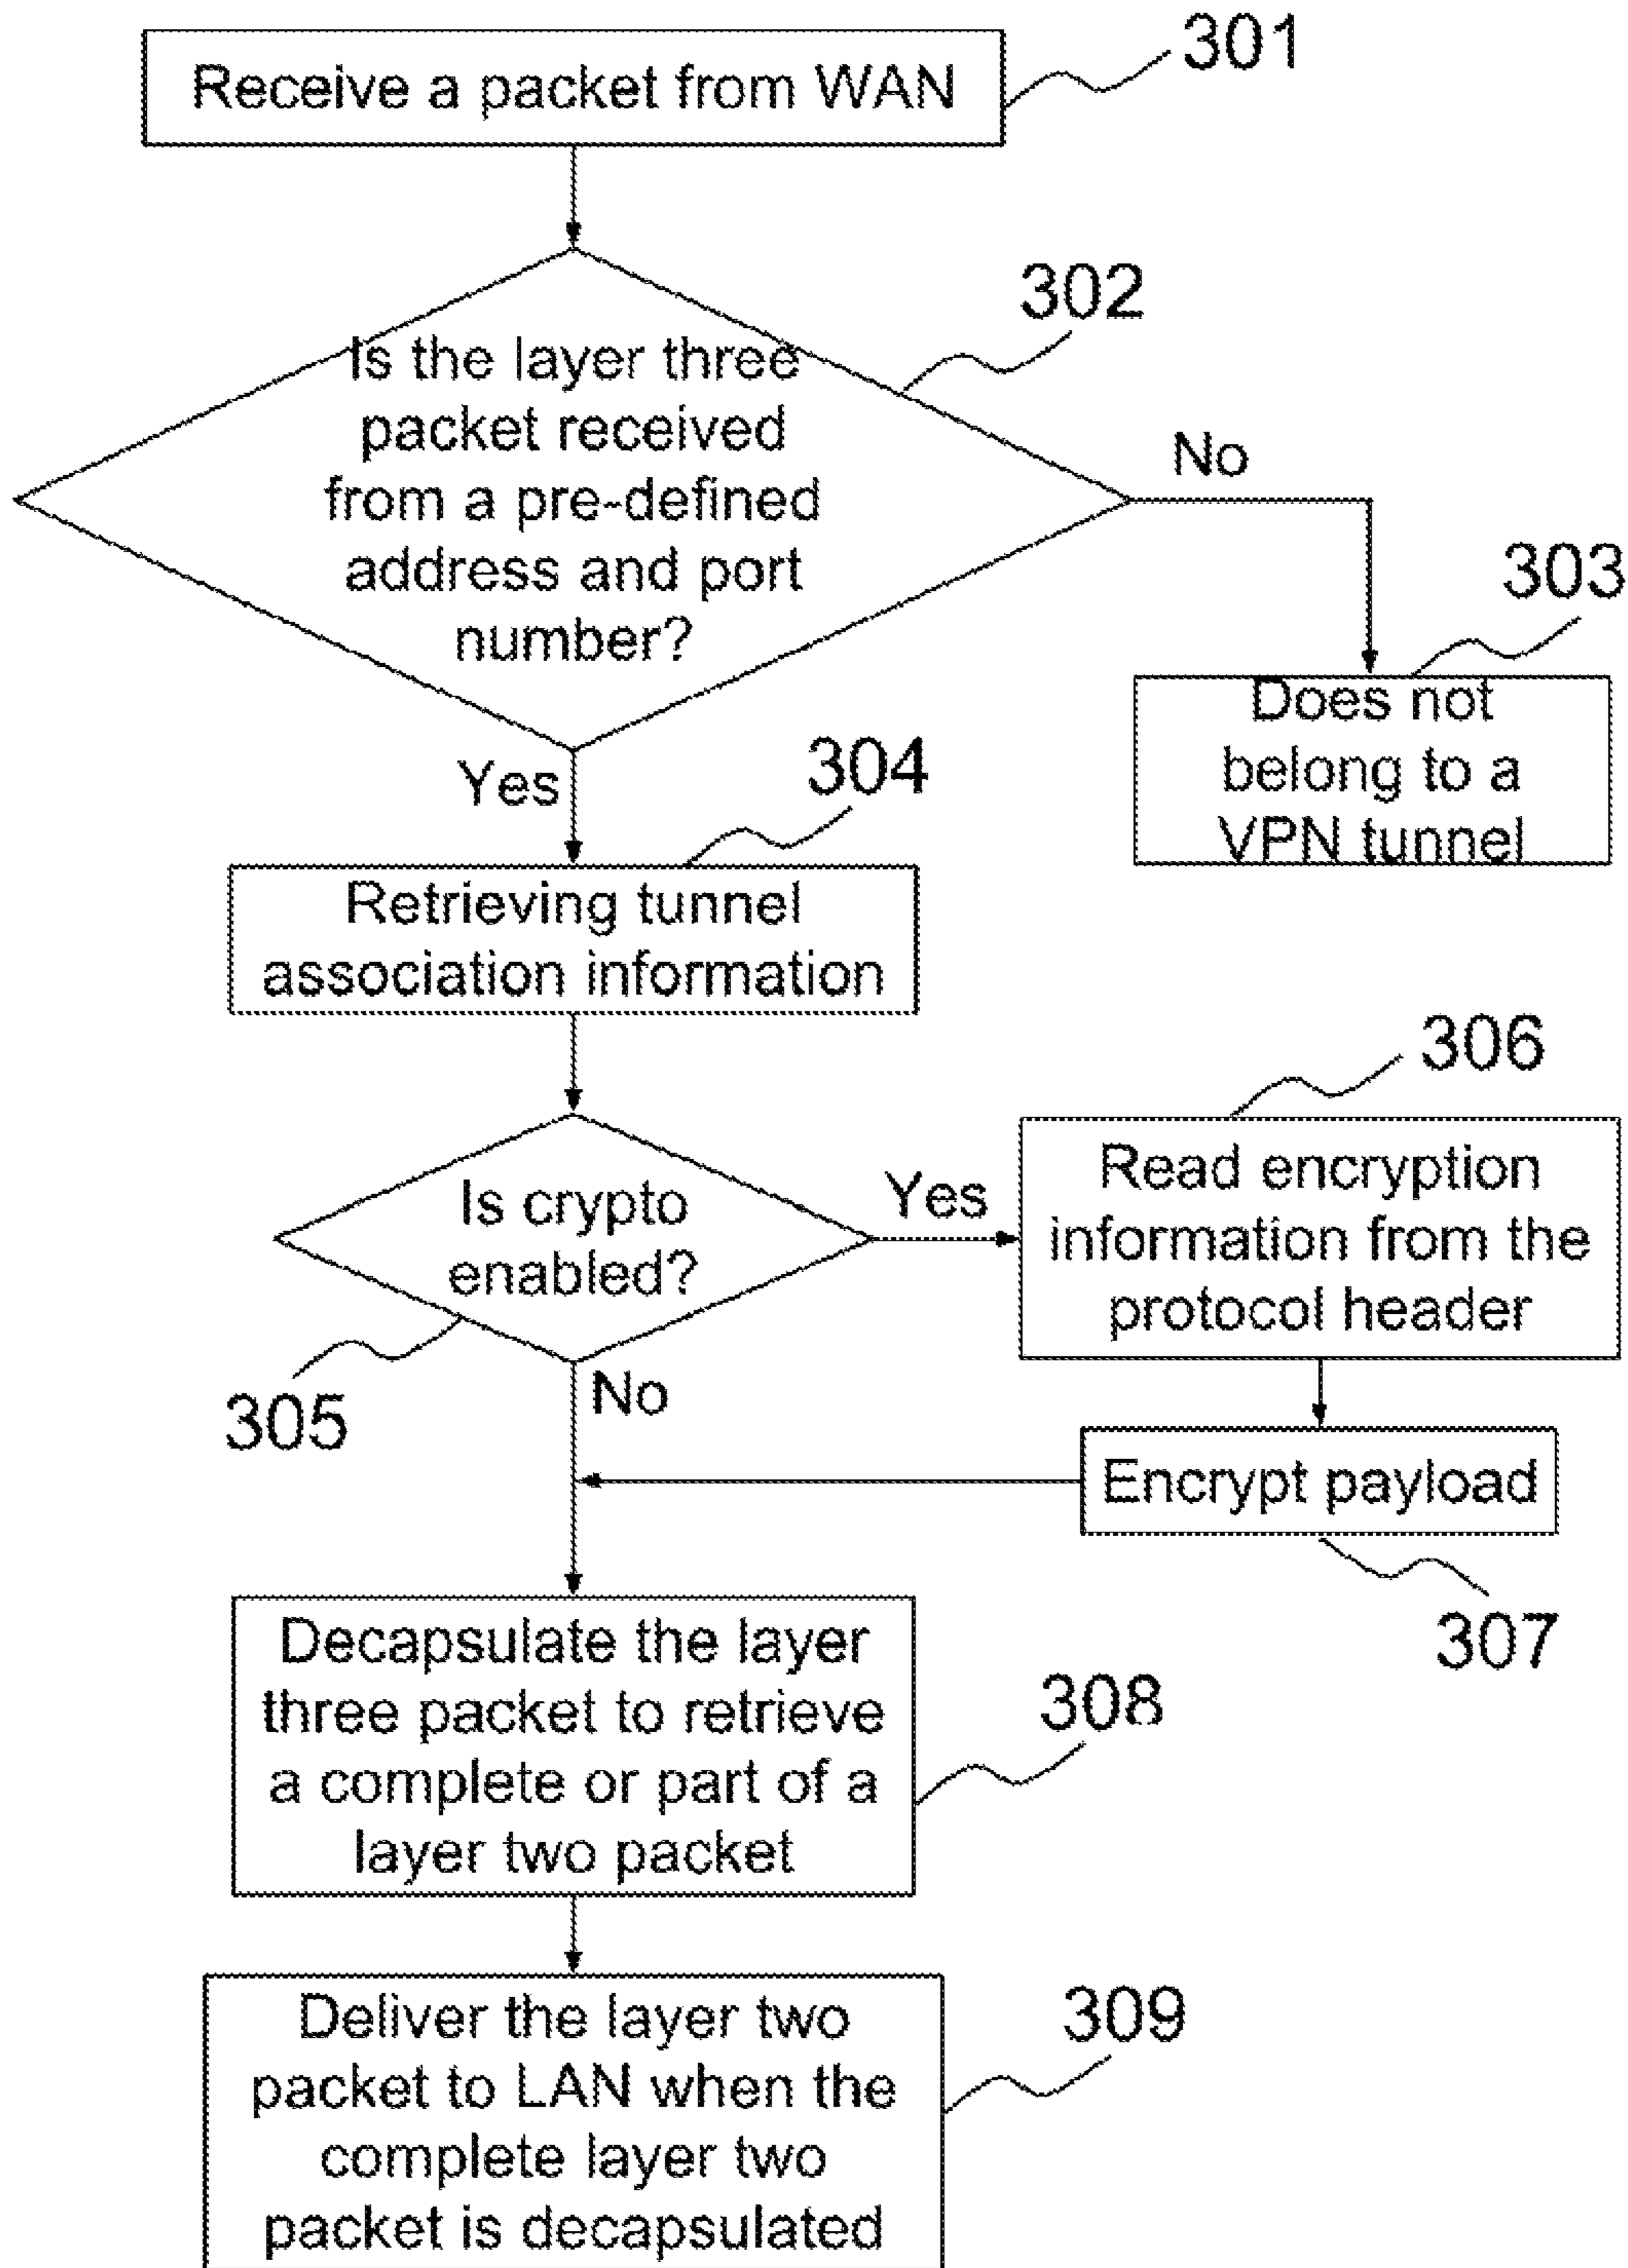 Receive a packet from WAN
301
302
Is the layer three
packet received
from a pre-defined
address and port
number?
No
303
Does not
belong to a
VPN tunnel
Yes
304
Retrieving tunnel
association information
306
Is crypto
enabled?
Yes
Read encryption
information from the
protocol header
305
No
Encrypt payload
307
Decapsulate the layer
three packet to retrieve
a complete or part of a
layer two packet
308
Deliver the layer two
packet to LAN when the
complete layer two
packet is decapsulated
309